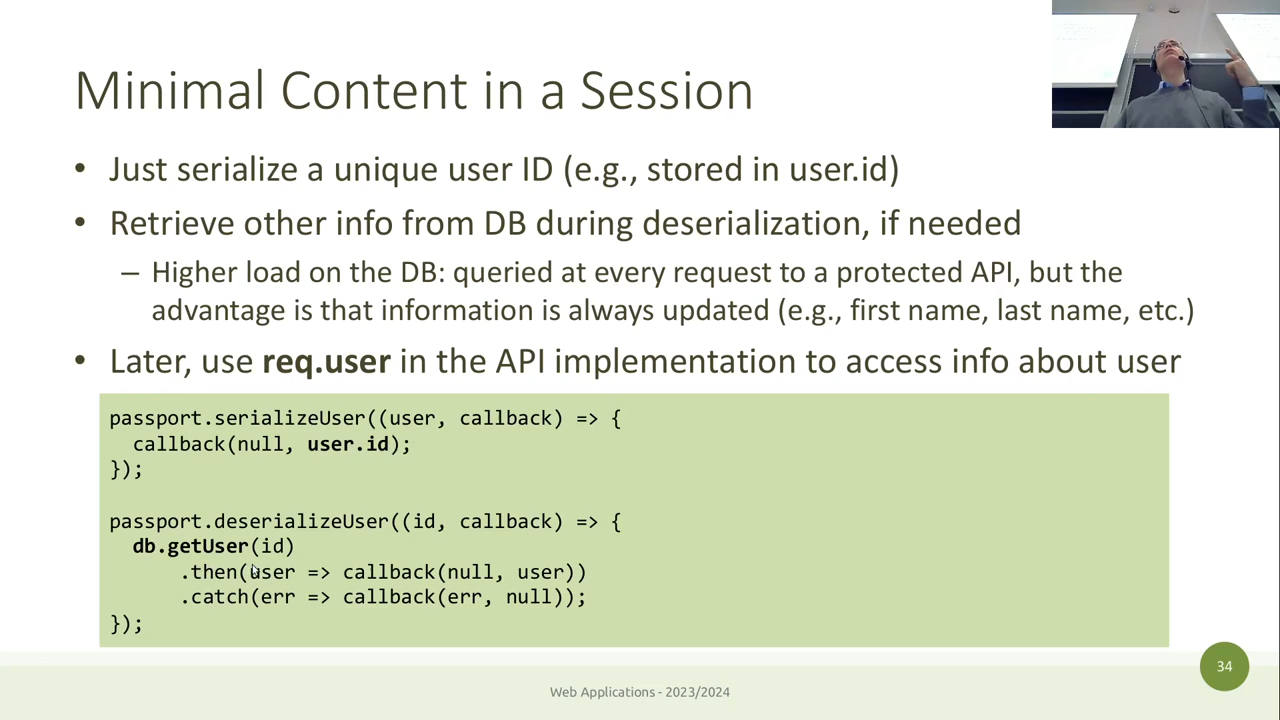 Minimal Content in a Session
• Just serialize a unique user ID (e.g., stored in user.id)
• Retrieve other info from DB during deserialization, if needed
– Higher load on the DB: queried at every request to a protected API, but the
advantage is that information is always updated (e.g., first name, last name, etc.)
• Later, use req.user in the API implementation to access info about user
passport.serializeUser((user, callback) => {
  callback(null, user.id);
});

passport.deserializeUser((id, callback) => {
  db.getUser(id)
      .then(user => callback(null, user))
      .catch(err => callback(err, null));
});
34
Web Applications - 2023/2024